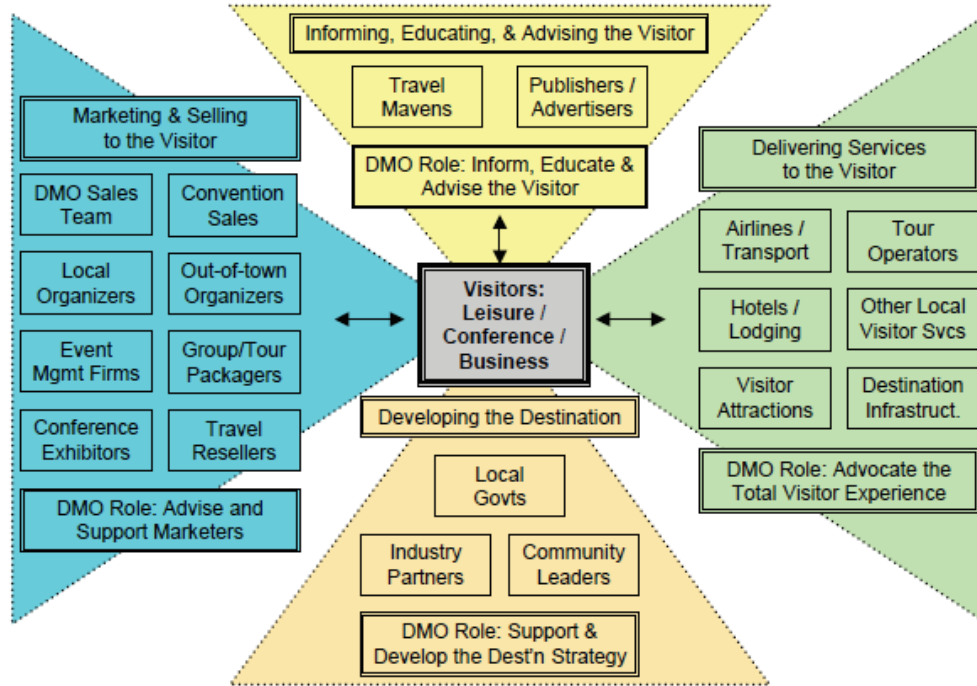 Informing, Educating, & Advising the Visitor
Travel
Mavens
Publishers /
Advertisers
DMO Role: Inform, Educate &
Advise the Visitor
Marketing & Selling
to the Visitor
DMO Sales
Team
Convention
Sales
Local
Organizers
Out-of-town
Organizers
Event
Mgmt Firms
Group/Tour
Packagers
Conference
Exhibitors
Travel
Resellers
DMO Role: Advise and
Support Marketers
Visitors:
Leisure /
Conference /
Business
Delivering Services
to the Visitor
Airlines /
Transport
Tour
Operators
Hotels /
Lodging
Other Local
Visitor Svcs
Visitor
Attractions
Destination
Infrastruct.
DMO Role: Advocate the
Total Visitor Experience
Developing the Destination
Local
Govts
Industry
Partners
Community
Leaders
DMO Role: Support &
Develop the Dest'n Strategy